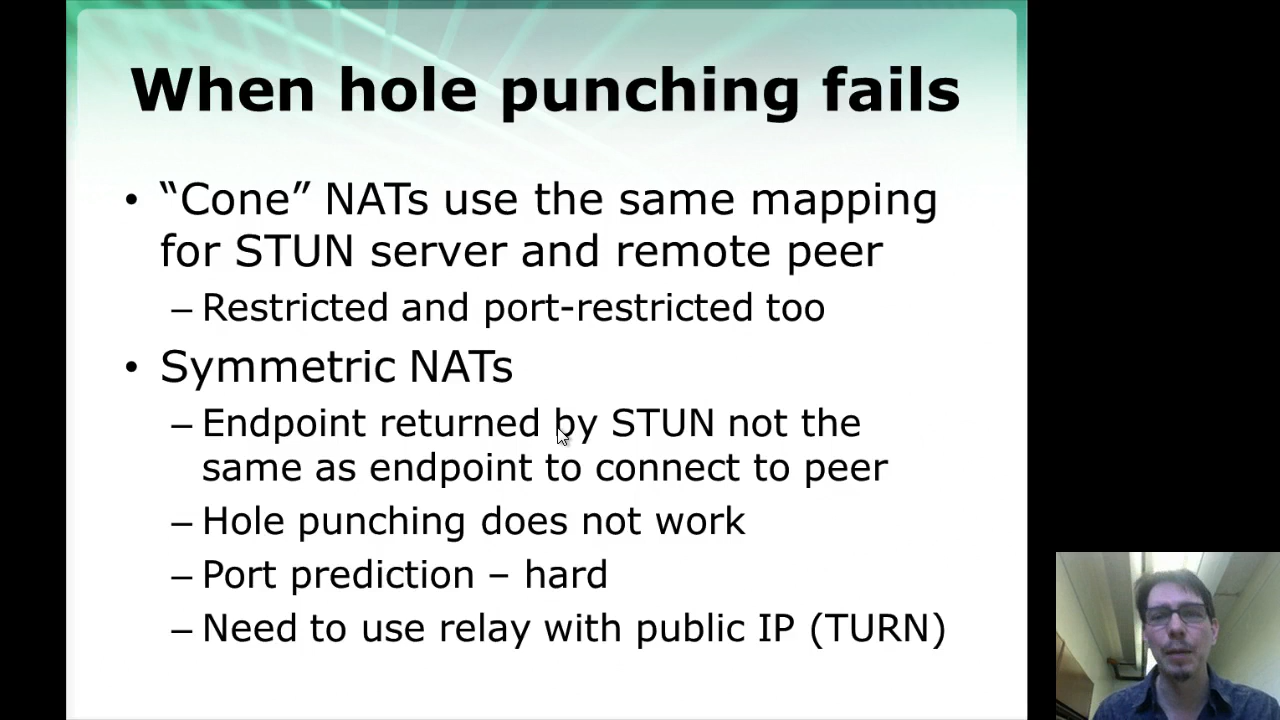 When hole punching fails
• “Cone” NATs use the same mapping
for STUN server and remote peer
– Restricted and port-restricted too
• Symmetric NATs
– Endpoint returned by STUN not the
same as endpoint to connect to peer
– Hole punching does not work
– Port prediction – hard
– Need to use relay with public IP (TURN)